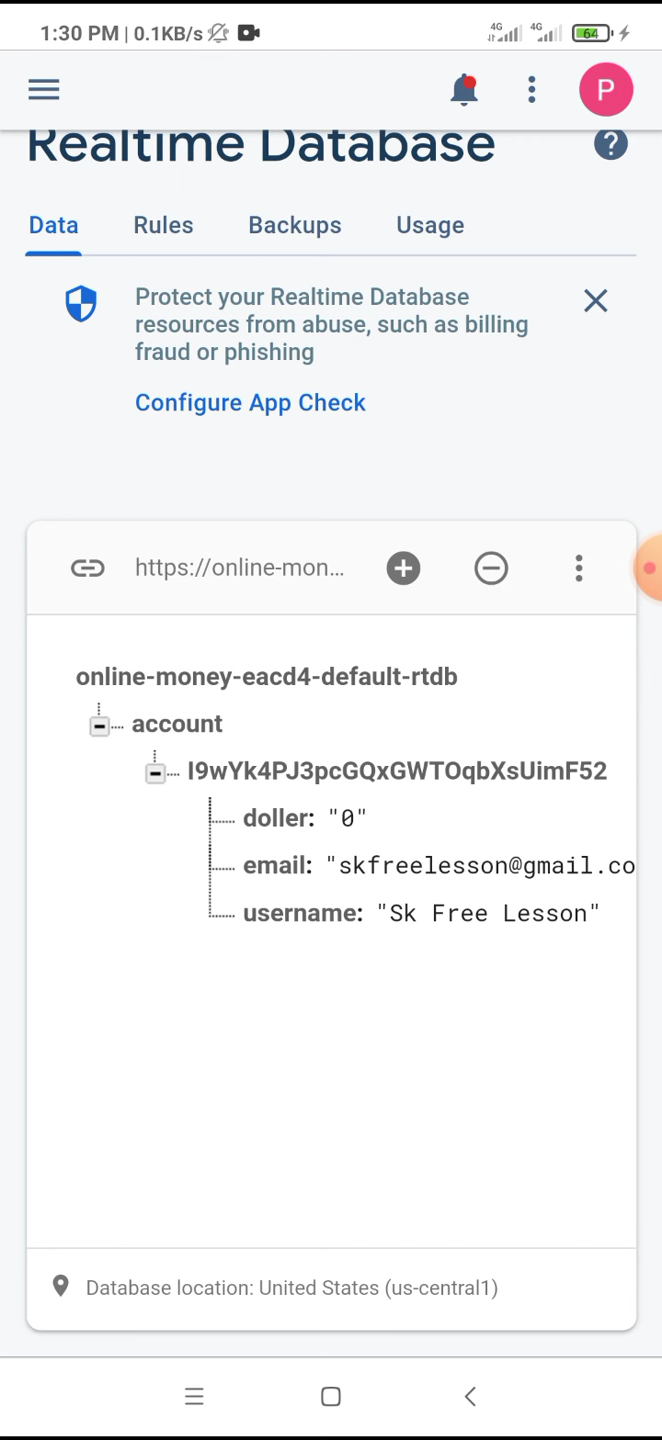 1:30 PM | 0.1KB/s
4G 4G 64
P
Realtime Database
?
Data Rules Backups Usage
Protect your Realtime Database
resources from abuse, such as billing
fraud or phishing
Configure App Check
https://online-mon...
online-money-eacd4-default-rtdb
account
I9wYk4PJ3pcGQxGWTOqbXsUimF52
doller: "0"
email: "skfreelesson@gmail.co
username: "Sk Free Lesson"
Database location: United States (us-central1)